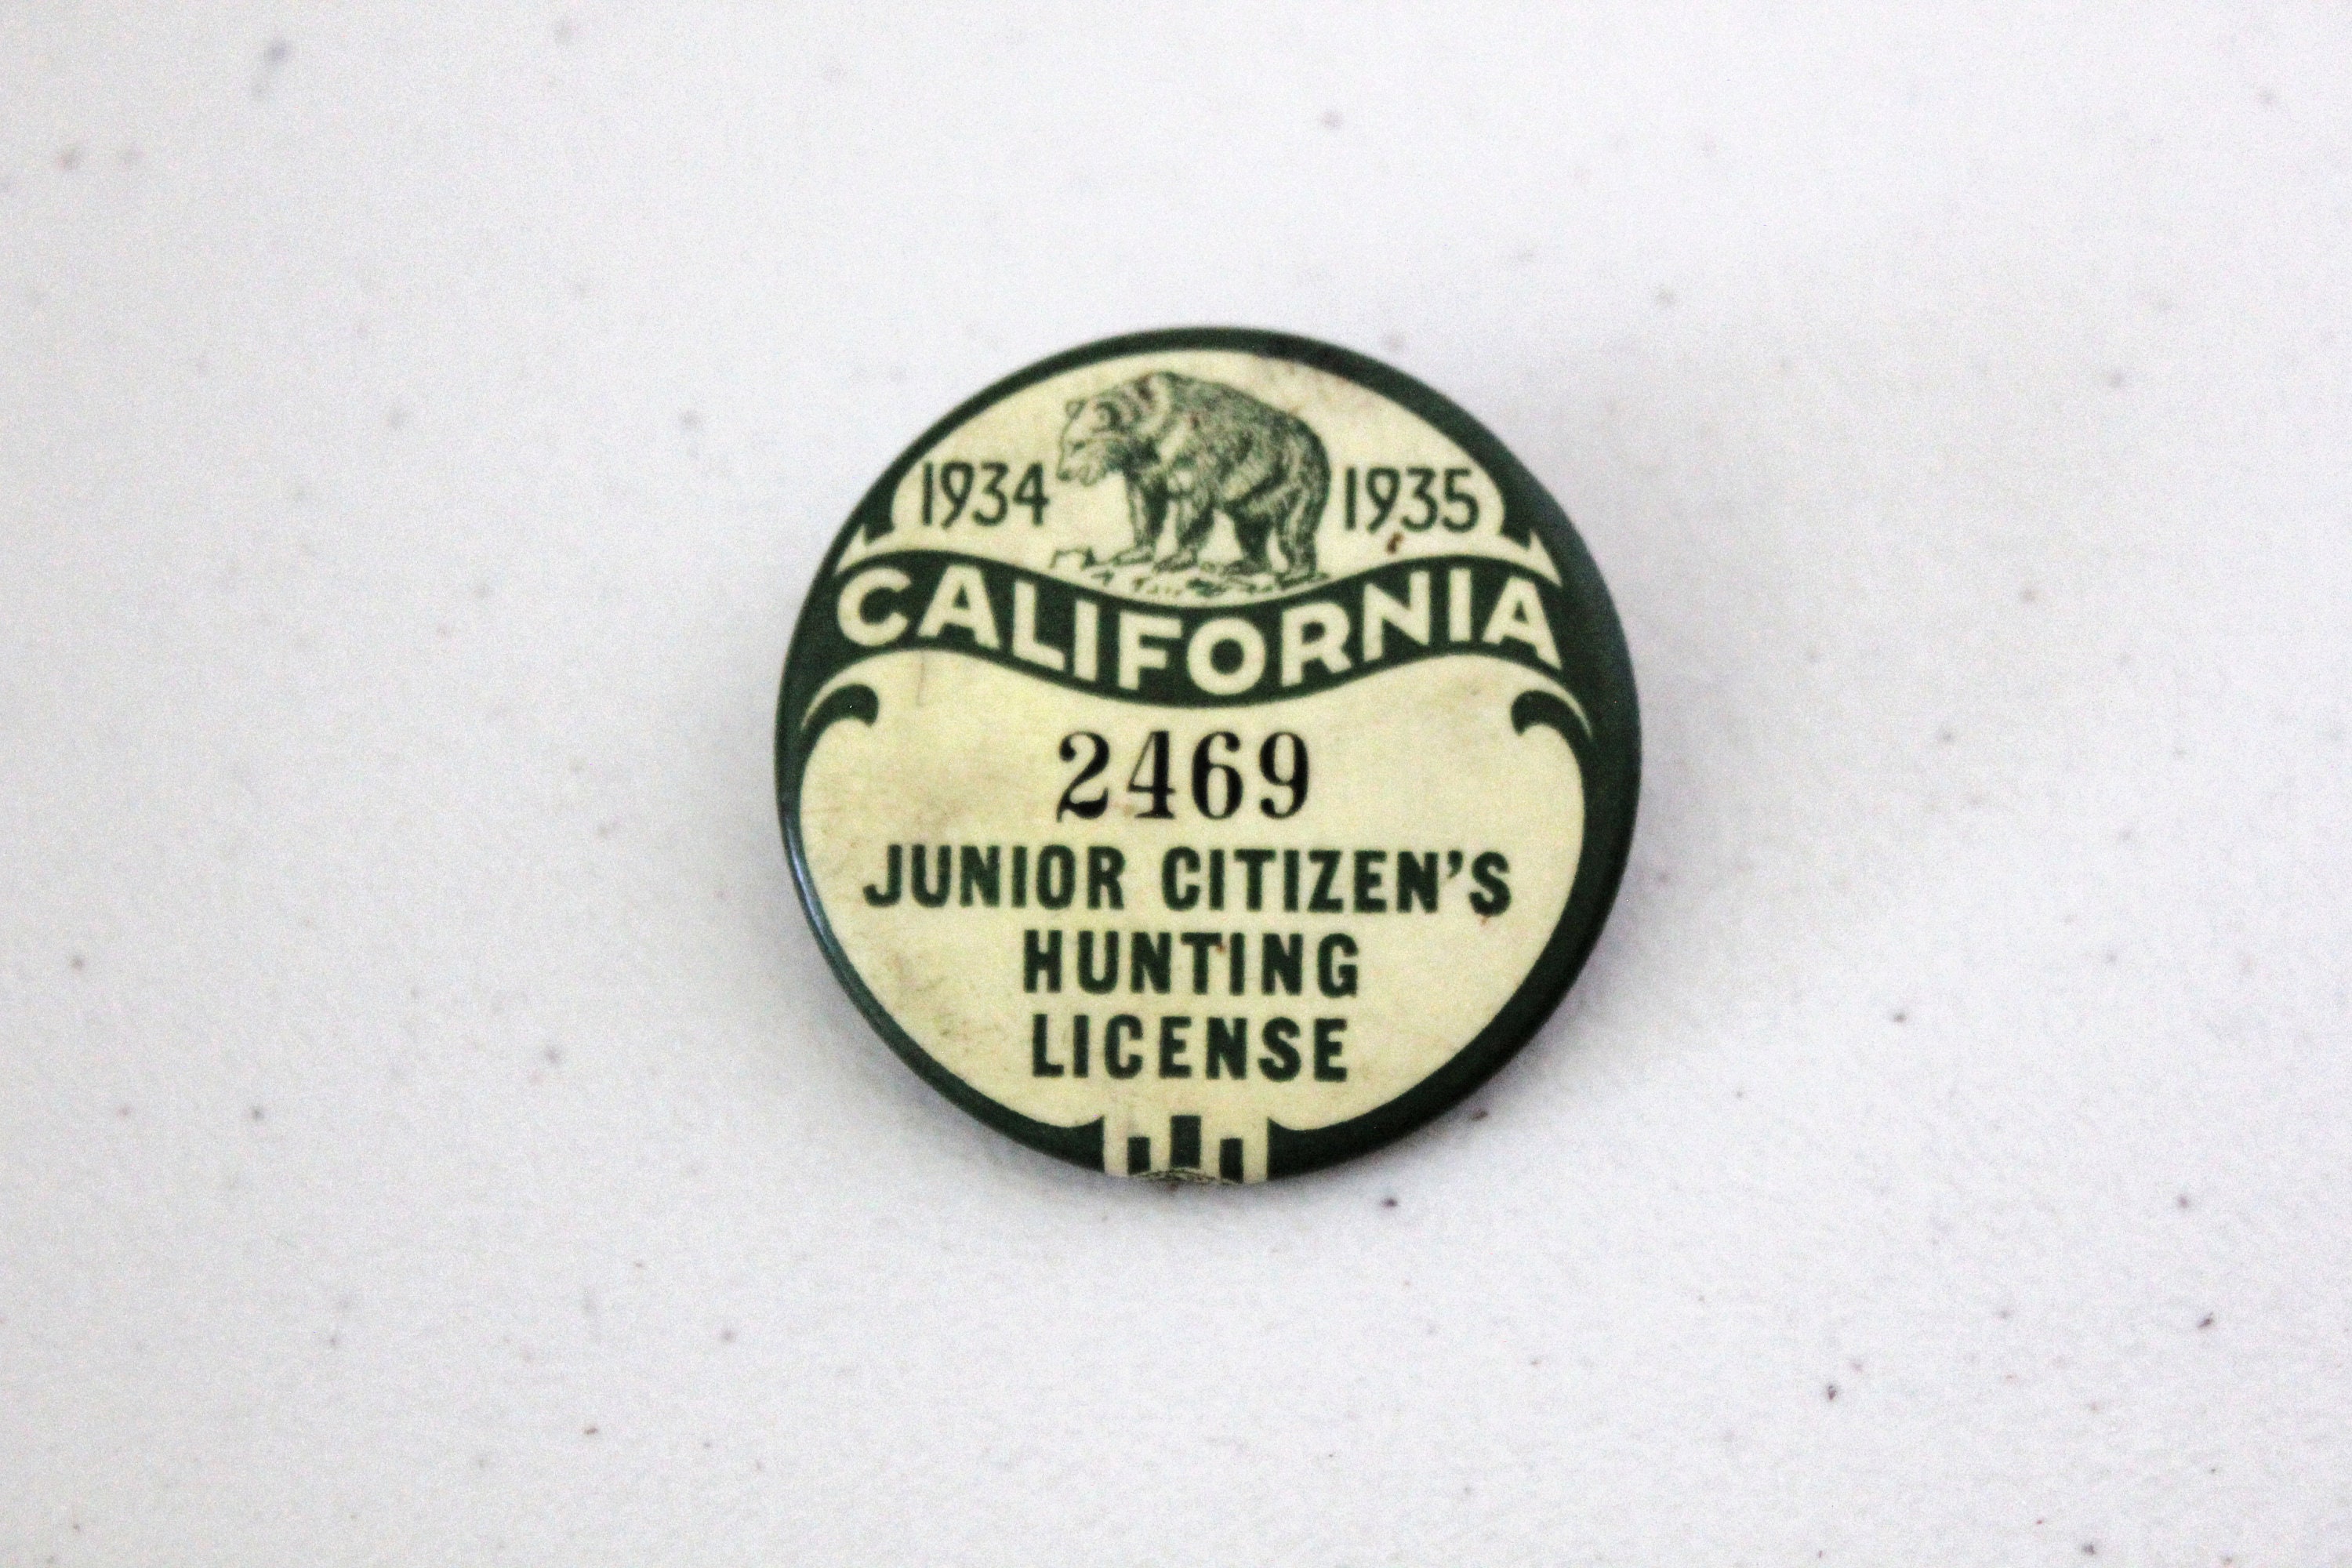 1934 1935
CALIFORNIA
2469
JUNIOR CITIZEN'S
HUNTING
LICENSE